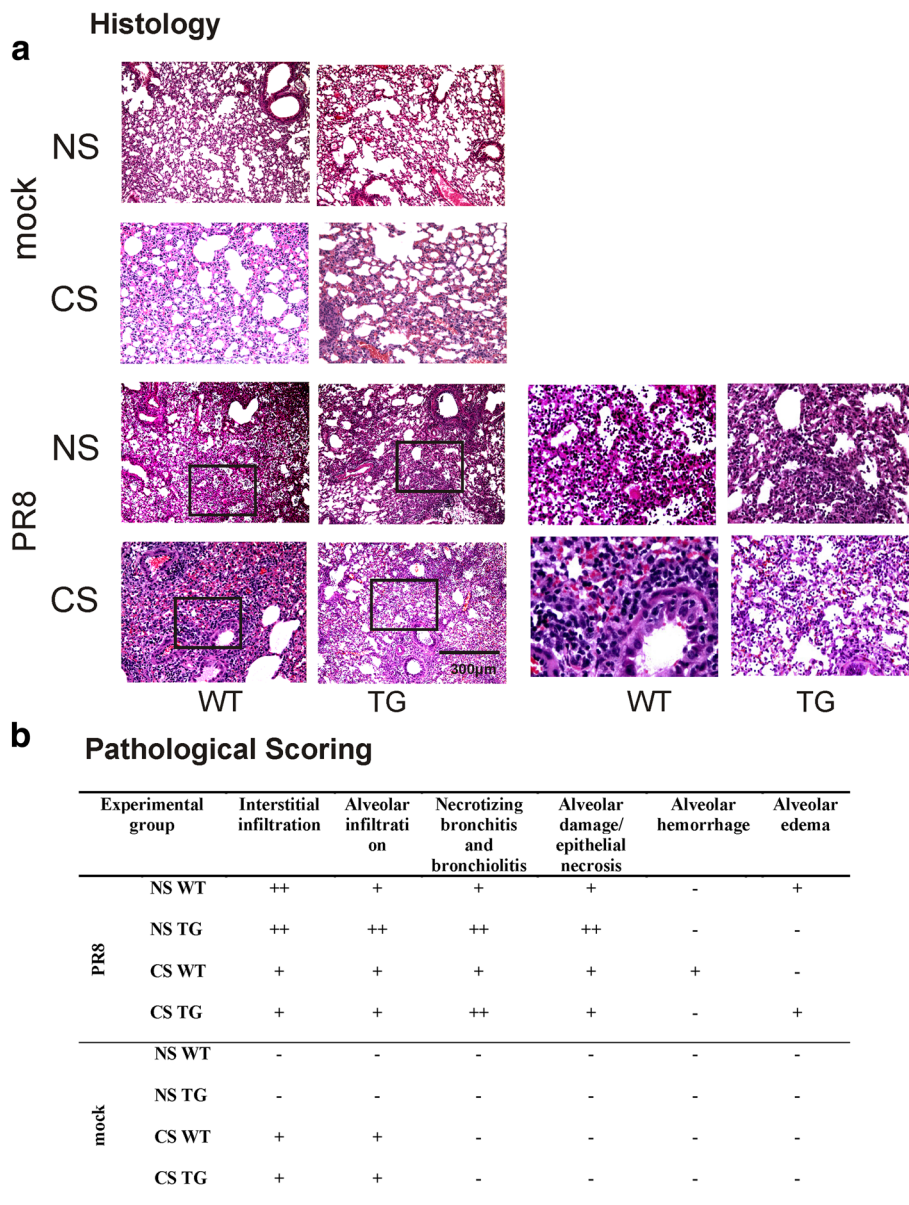 Histology
a
mock
NS
CS
PR8
NS
CS
300µm
WT
TG
WT
TG
b
Pathological Scoring
Experimental group
Interstitial infiltration
Alveolar infiltrati on
Necrotizing bronchitis and bronchiolitis
Alveolar damage/ epithelial necrosis
Alveolar hemorrhage
Alveolar edema
PR8
NS WT ++ + + + - +
NS TG ++ ++ ++ ++ - -
CS WT + + + + + -
CS TG + + ++ + - +
mock
NS WT - - - - - -
NS TG - - - - - -
CS WT + + - - - -
CS TG + + - - - -